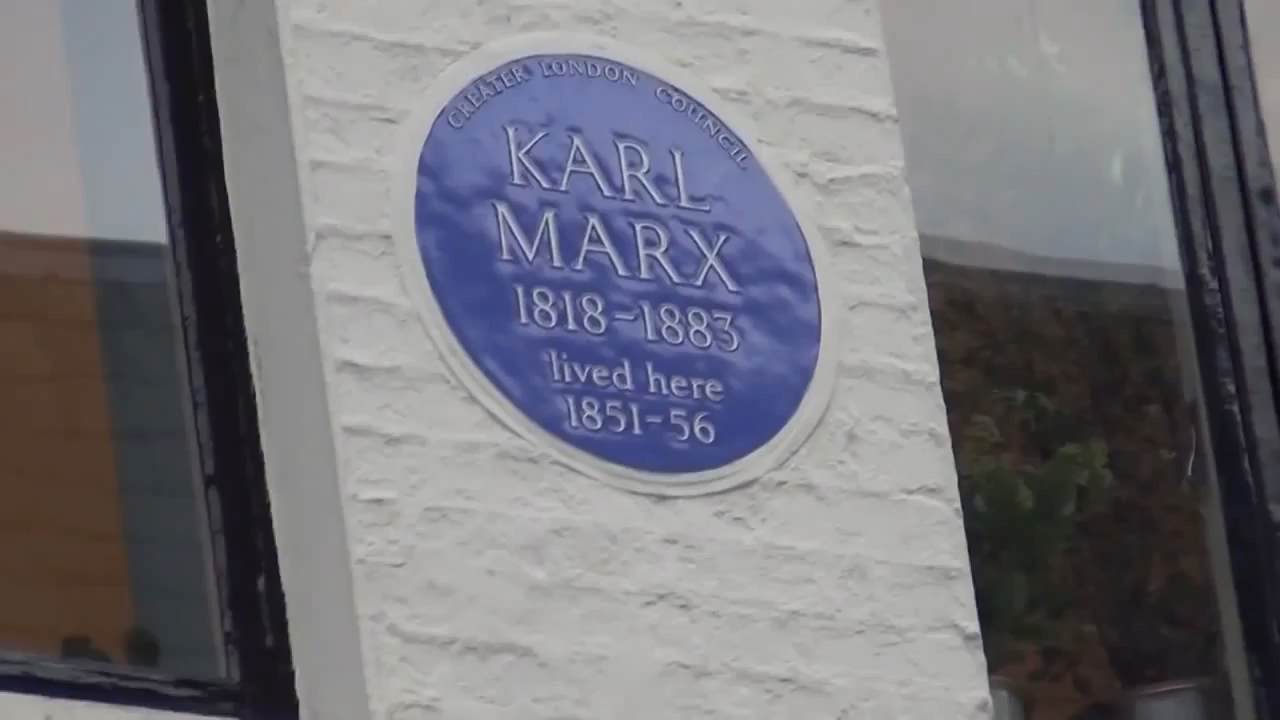 GREATER LONDON COUNCIL
KARL
MARX
1818-1883
lived here
1851-56